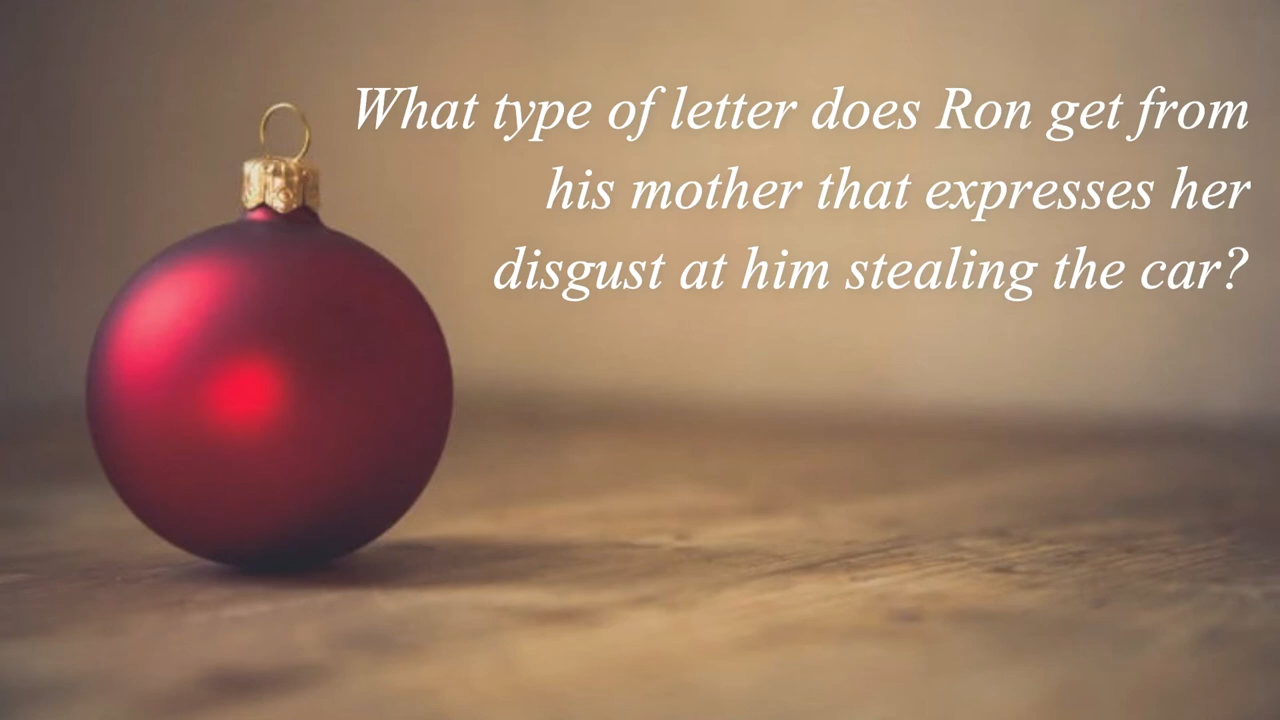 What type of letter does Ron get from
his mother that expresses her
disgust at him stealing the car?